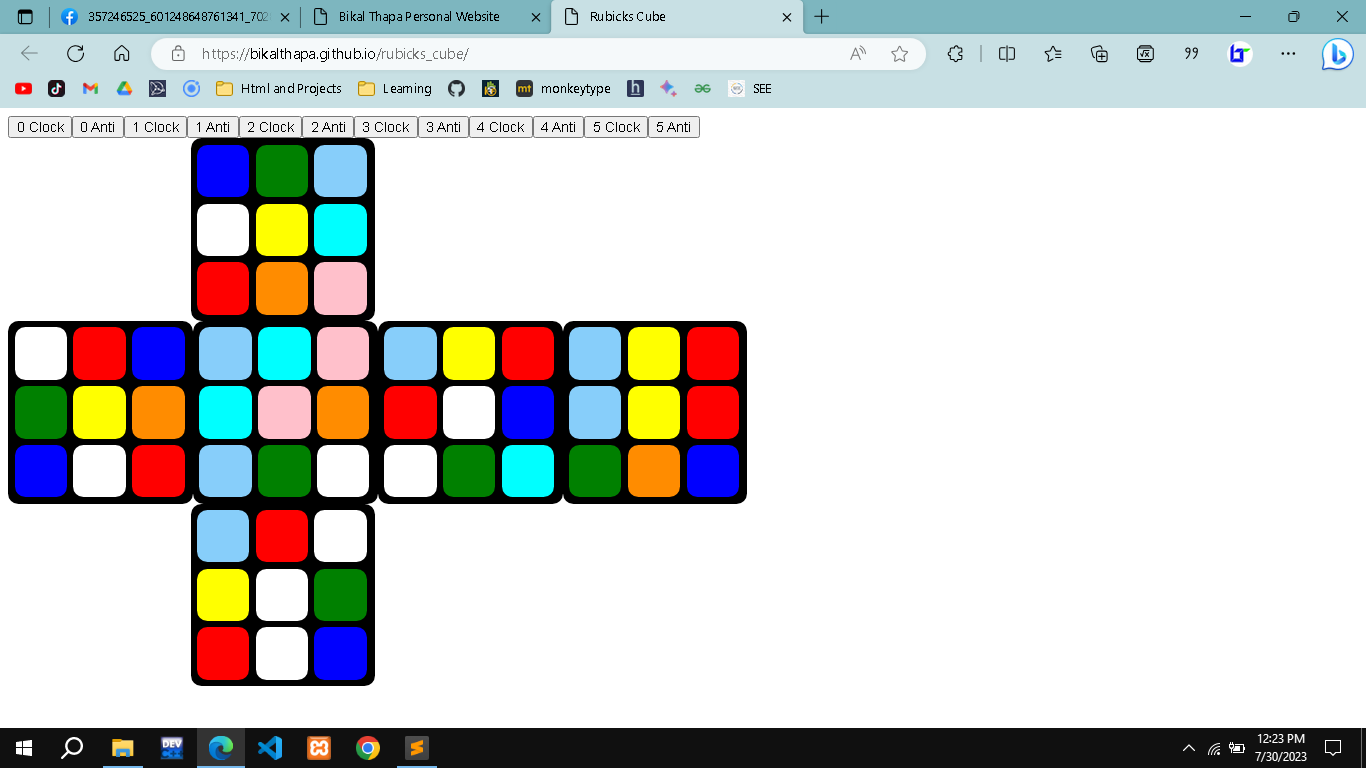 357246525_601248648761341_702
Bikal Thapa Personal Website
Rubicks Cube
https://bikalthapa.github.io/rubicks_cube/
Html and Projects
Learning
mt monkeytype
h
SEE
0 Clock 0 Anti 1 Clock 1 Anti 2 Clock 2 Anti 3 Clock 3 Anti 4 Clock 4 Anti 5 Clock 5 Anti
DEV
12:23 PM
7/30/2023